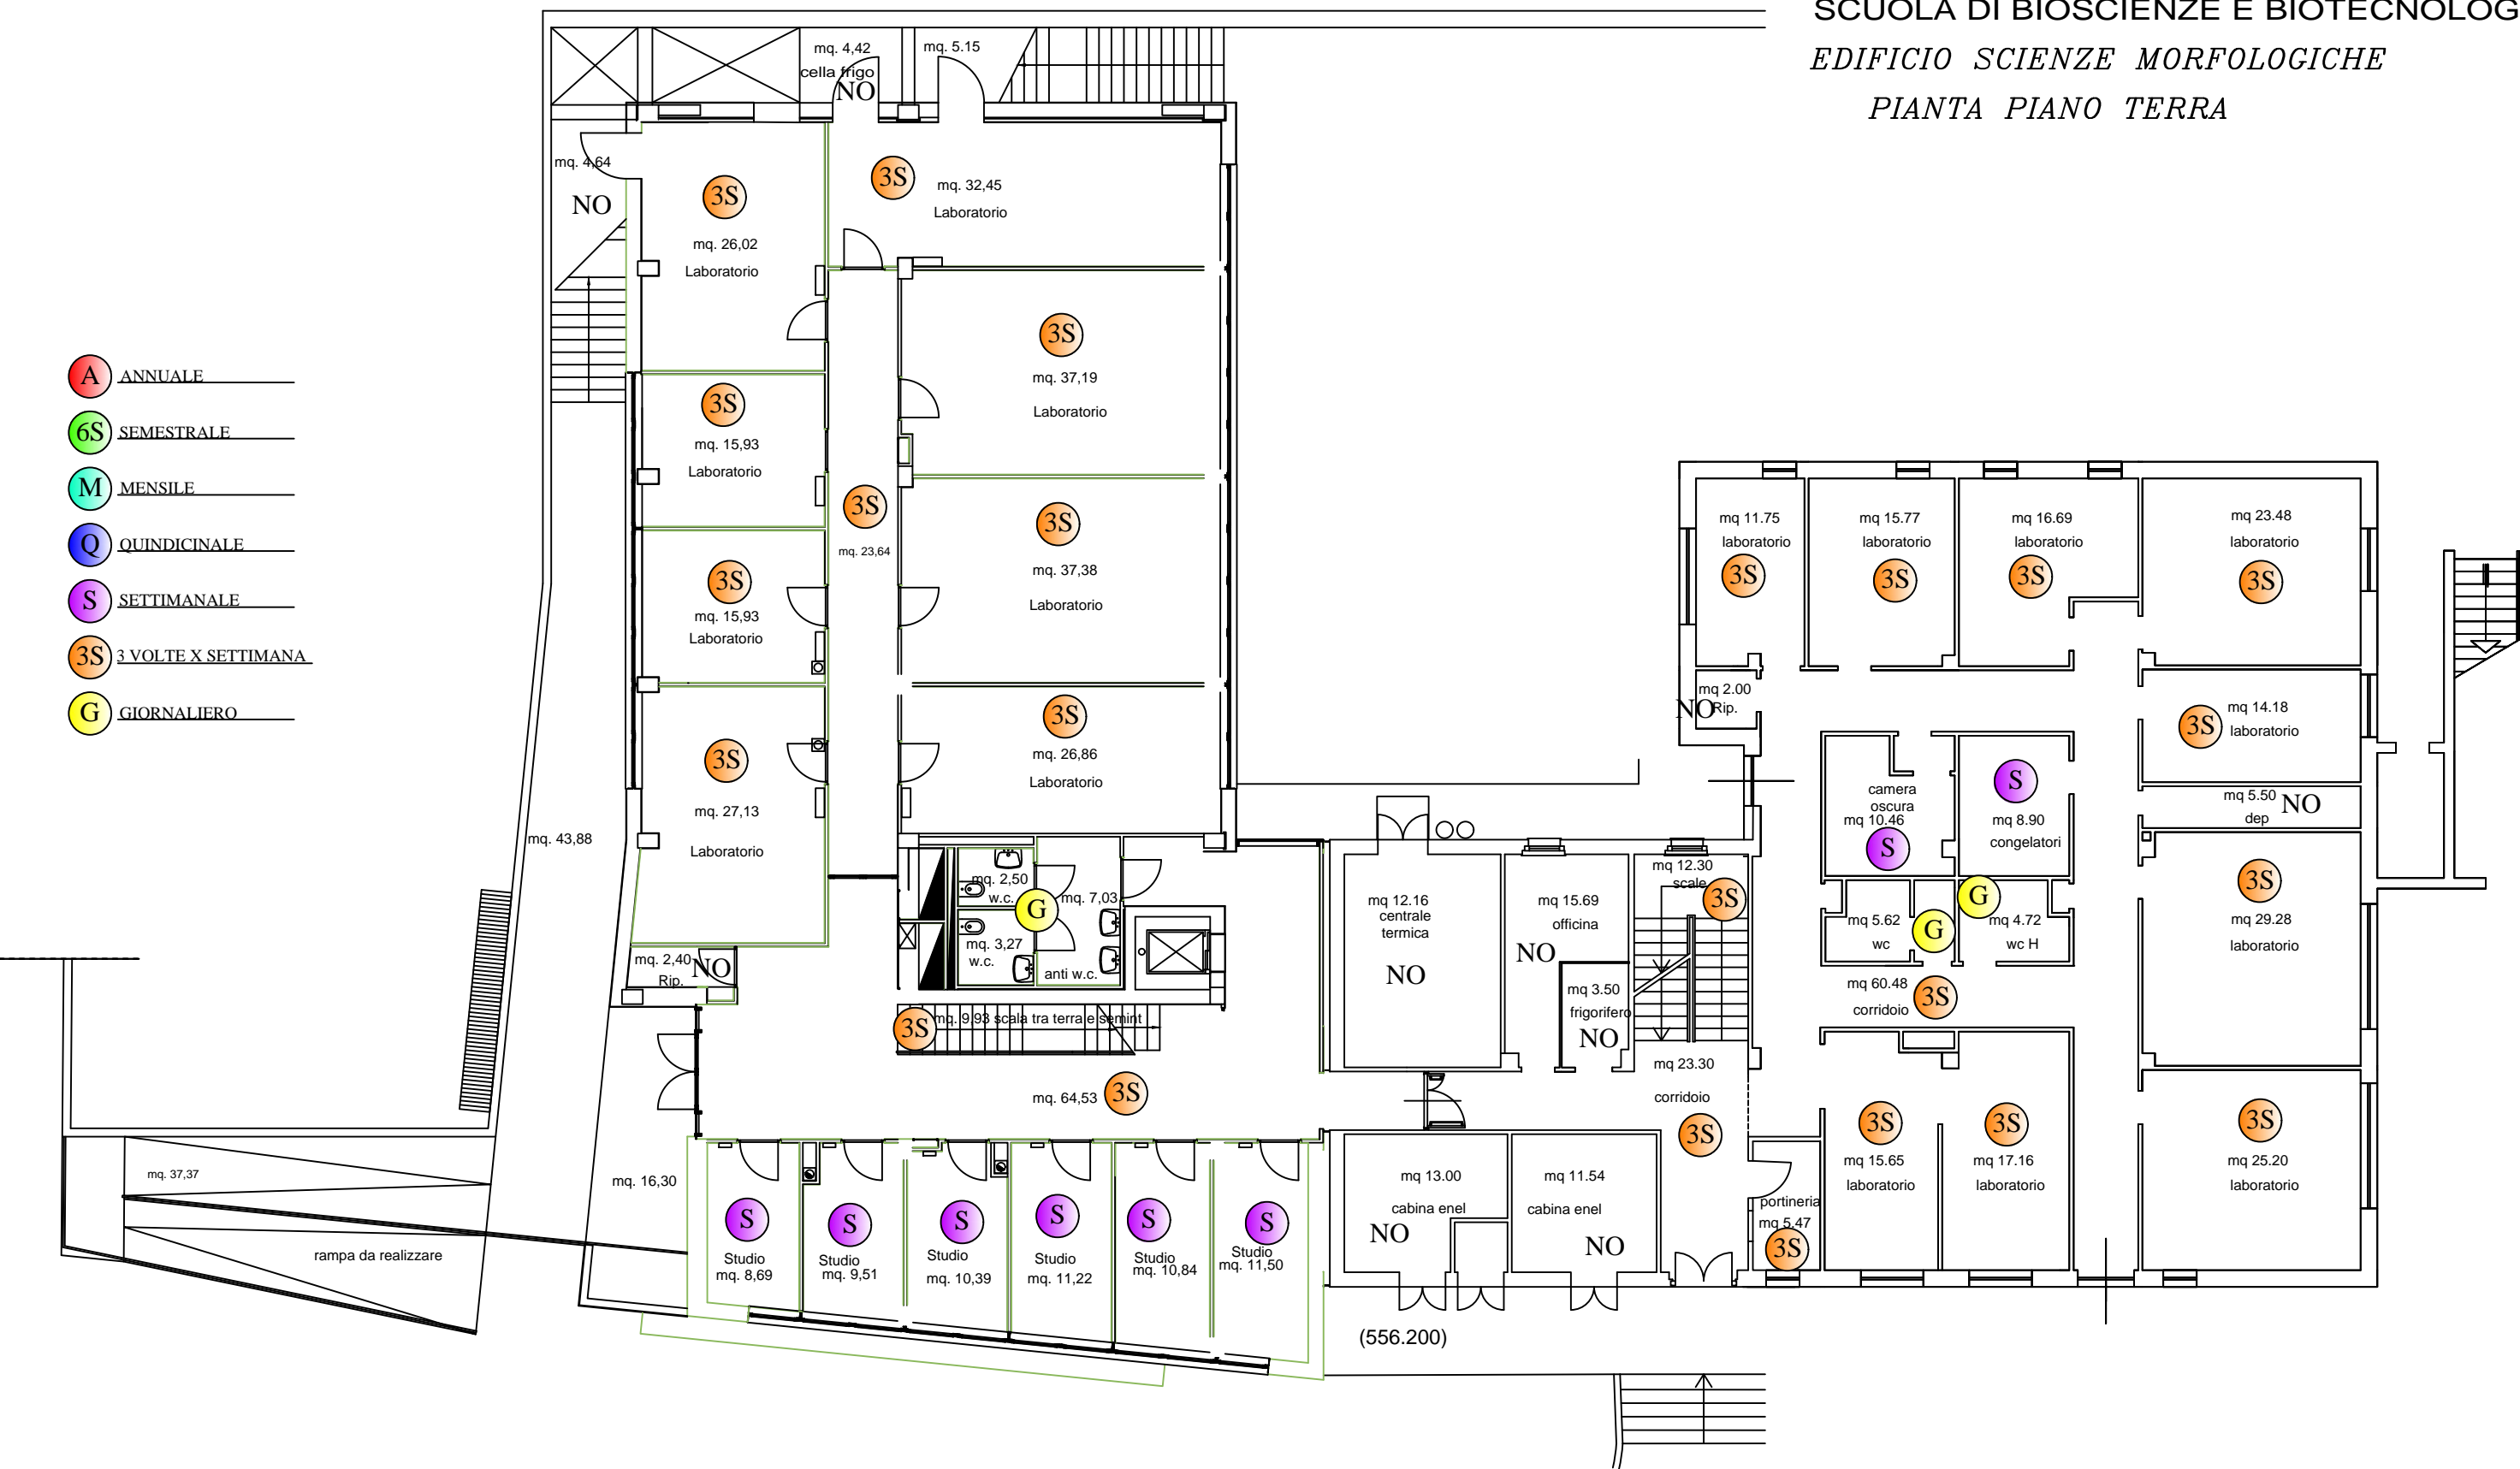 SCUOLA DI BIOSCIENZE E BIOTECNOLOG
EDIFICIO SCIENZE MORFOLOGICHE
PIANTA PIANO TERRA
A ANNUALE
6S SEMESTRALE
M MENSILE
Q QUINDICINALE
S SETTIMANALE
3S 3 VOLTE X SETTIMANA
G GIORNALIERO
mq. 4,42
cella frigo
NO
mq. 5.15
mq. 4,64
NO
3S
mq. 26,02
Laboratorio
3S
mq. 32,45
Laboratorio
3S
mq. 37,19
Laboratorio
3S
mq. 15,93
Laboratorio
3S
mq. 23,64
3S
mq. 37,38
Laboratorio
3S
mq. 15,93
Laboratorio
3S
mq. 26,86
Laboratorio
3S
mq. 27,13
Laboratorio
mq. 43,88
mq. 2,50
w.c.
G
mq. 7,03
mq. 3,27
w.c.
anti w.c.
mq. 2,40
Rip.
NO
3S
mq. 9,93 scala tra terra e semint
mq. 64,53
3S
mq. 37,37
rampa da realizzare
mq. 16,30
S
Studio
mq. 8,69
S
Studio
mq. 9,51
S
Studio
mq. 10,39
S
Studio
mq. 11,22
S
Studio
mq. 10,84
S
Studio
mq. 11,50
mq 12.16
centrale
termica
NO
mq 15.69
officina
NO
mq 3.50
frigorifero
NO
mq 12.30
scale
3S
mq 23.30
corridoio
3S
mq 13.00
cabina enel
NO
mq 11.54
cabina enel
NO
portineria
mq 5.47
3S
(556.200)
mq 11.75
laboratorio
3S
mq 15.77
laboratorio
3S
mq 16.69
laboratorio
3S
mq 23.48
laboratorio
3S
mq 2.00
Rip.
NO
3S
mq 14.18
laboratorio
camera
oscura
mq 10.46
S
S
mq 8.90
congelatori
mq 5.50
dep
NO
mq 5.62
wc
G
G
mq 4.72
wc H
3S
mq 29.28
laboratorio
mq 60.48
corridoio
3S
3S
mq 15.65
laboratorio
3S
mq 17.16
laboratorio
3S
mq 25.20
laboratorio